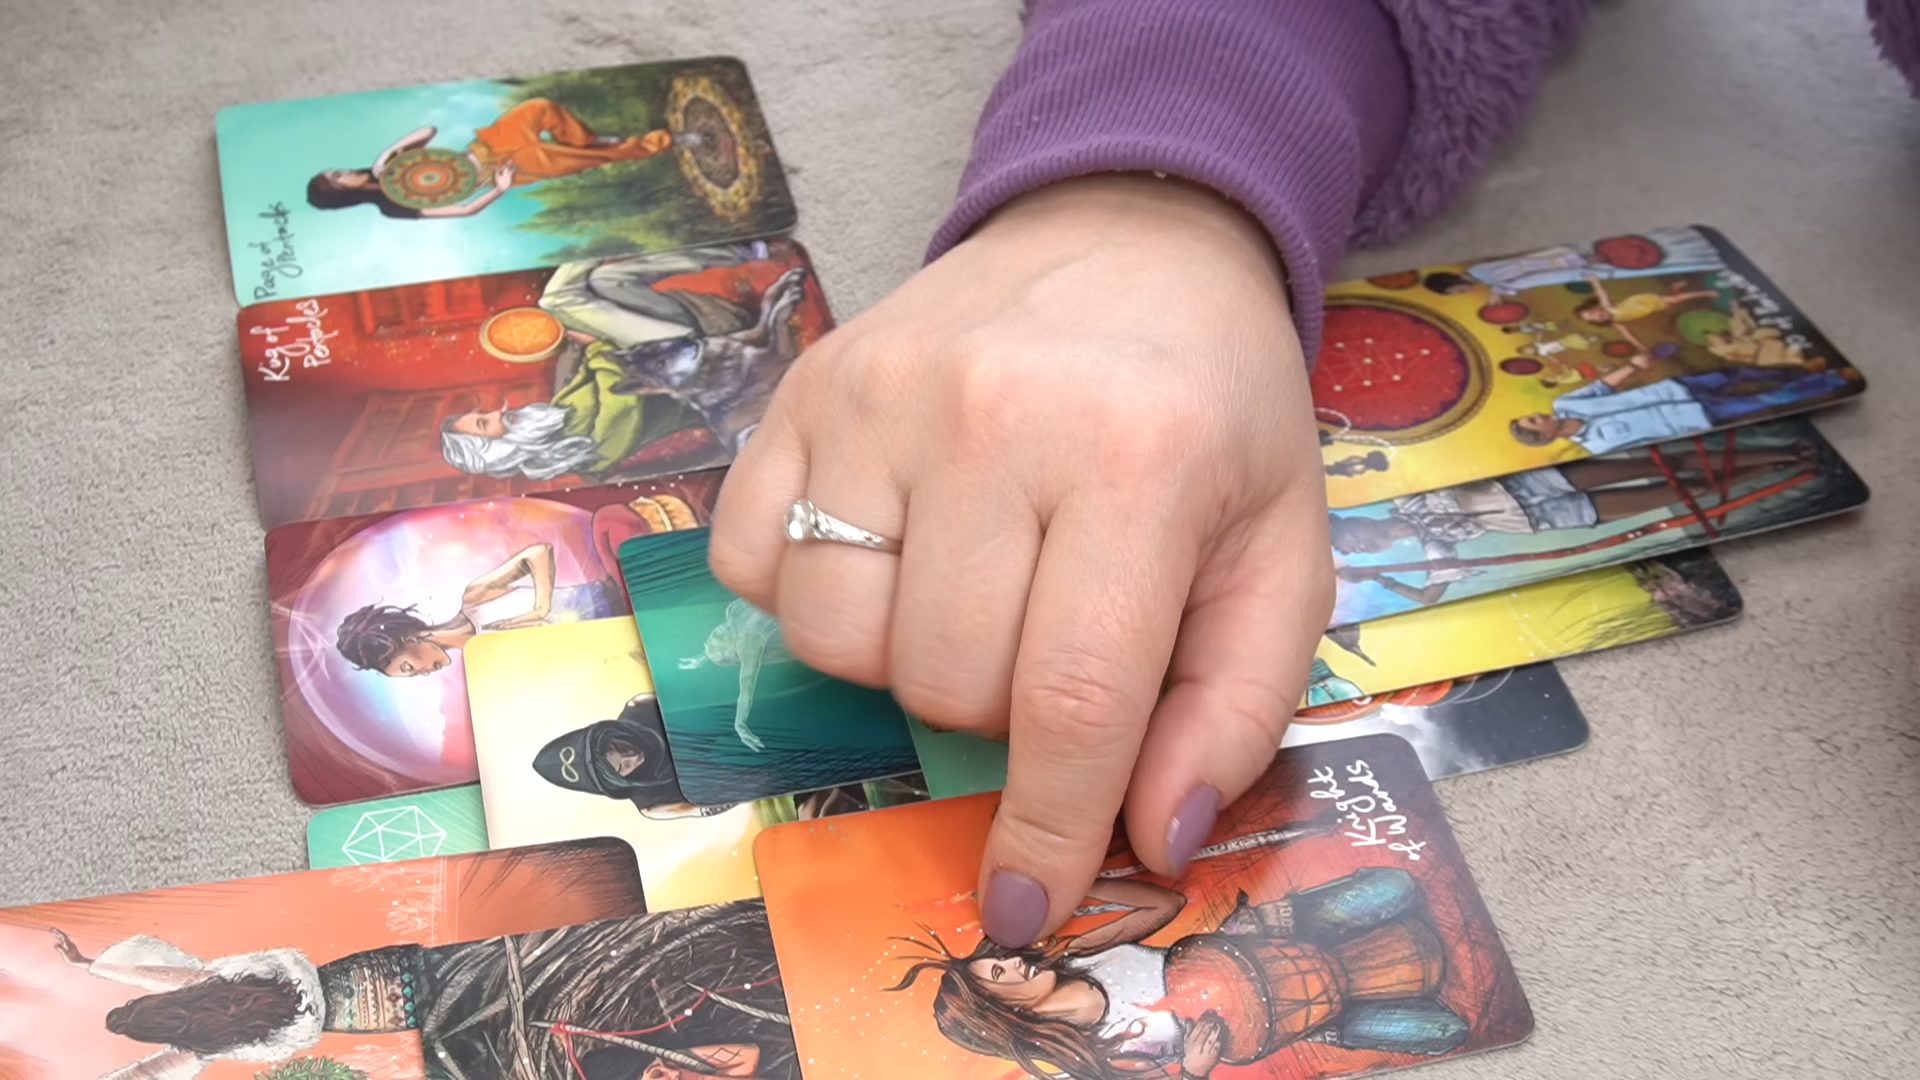 Page of
Pentacles
King of
Pentacles
Knight
of Wands